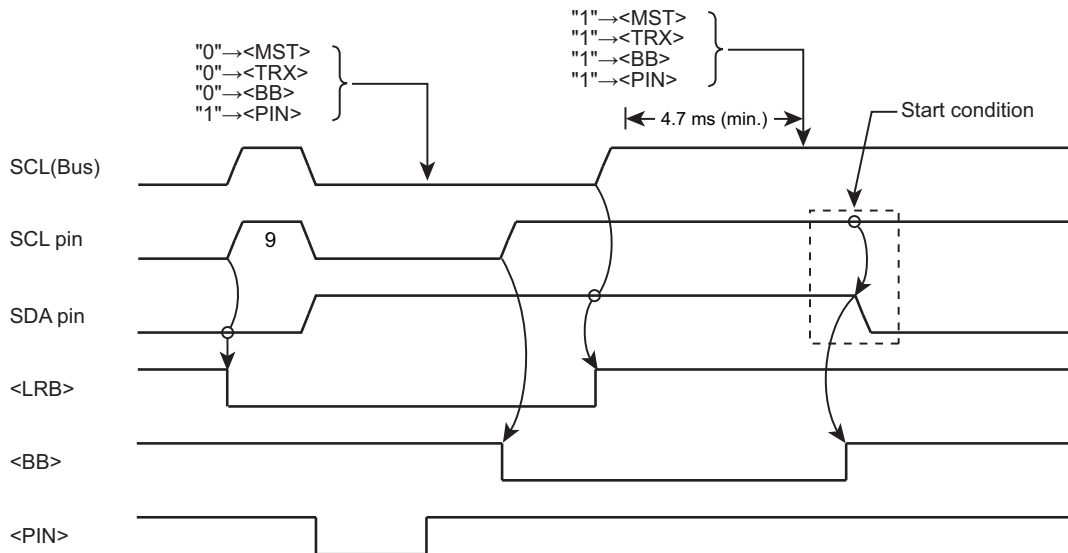 "0"→<MST>
"0"→<TRX>
"0"→<BB>
"1"→<PIN>
"1"→<MST>
"1"→<TRX>
"1"→<BB>
"1"→<PIN>
4.7 ms (min.)
Start condition
SCL(Bus)
SCL pin
9
SDA pin
<LRB>
<BB>
<PIN>